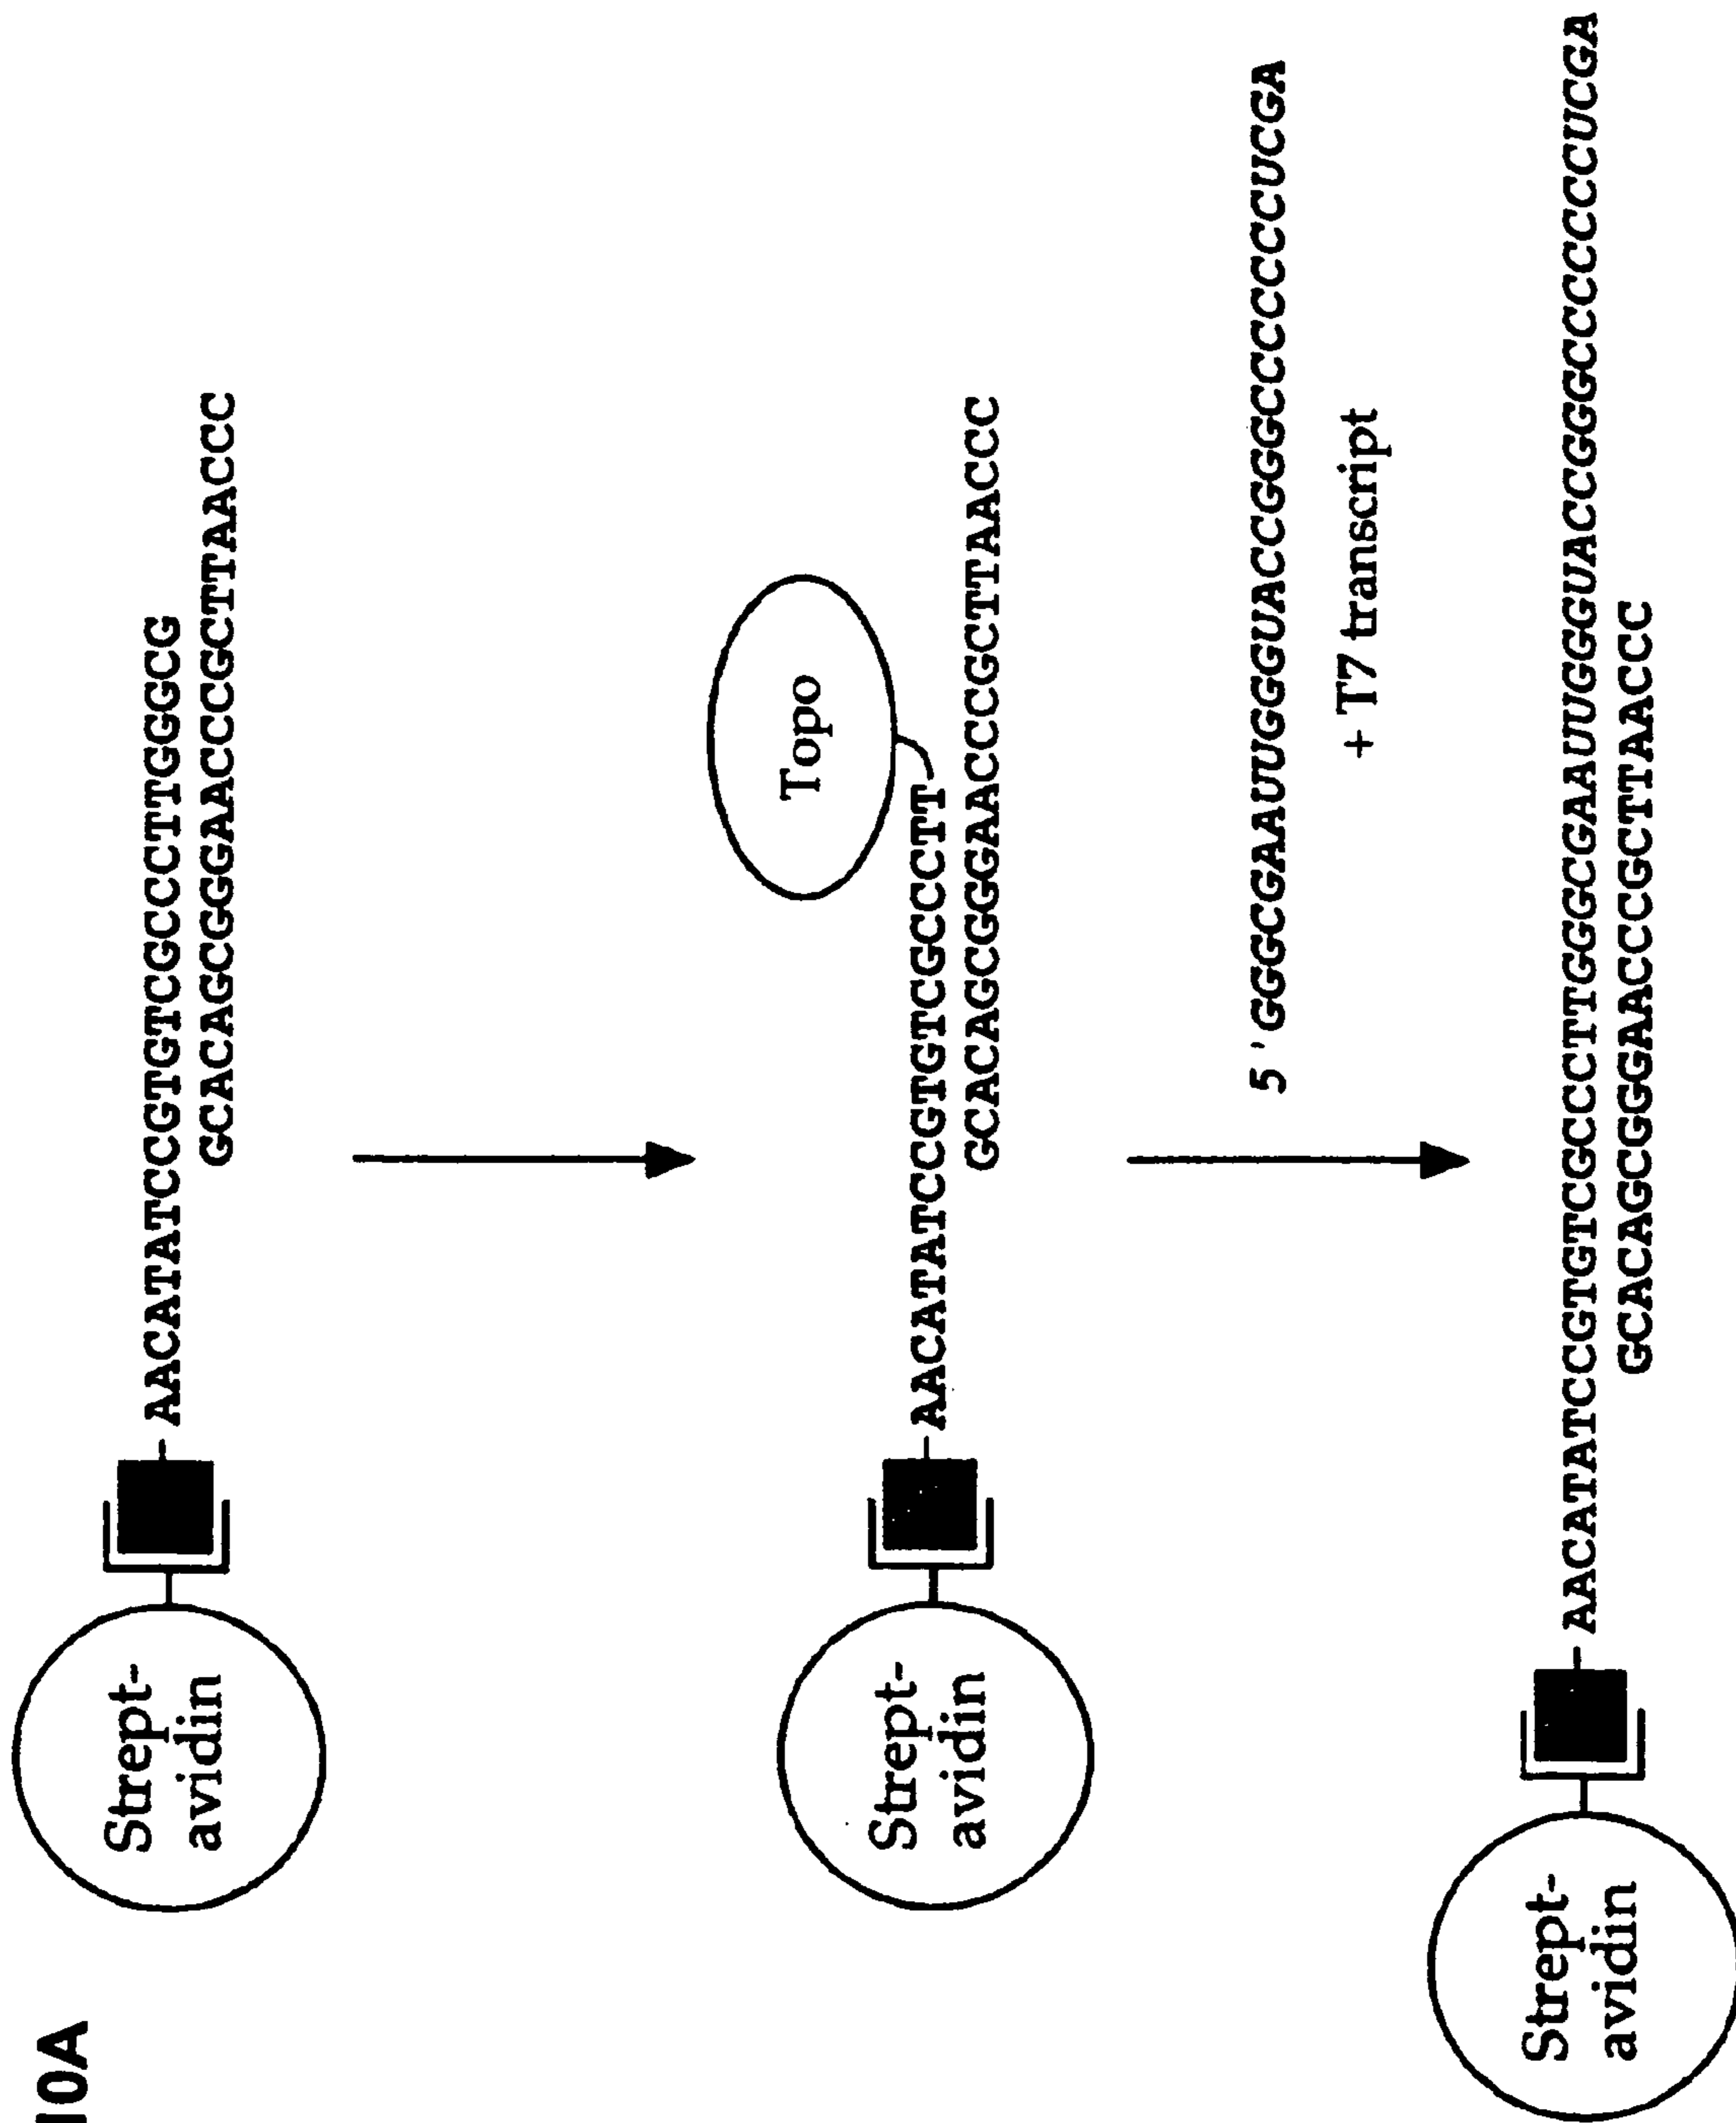 10A
Strept-
avidin
AACATATCCGTGTCGCCCTTGGGCG
GCACAGCGGGAACCCGCTTAACCC
Topo
Strept-
avidin
AACATATCCGTGTCGCCCTT
GCACAGCGGGAACCCGCTTAACCC
5'GGGCGAAUUGGGUACCGGGCCCCCCCUCGA
+ T7 transcript
Strept-
avidin
AACATATCCGTGTCGCCCTTGGGCGAAUUGGGUACCGGGCCCCCCCUCGA
GCACAGCGGGAACCCGCTTAACCC